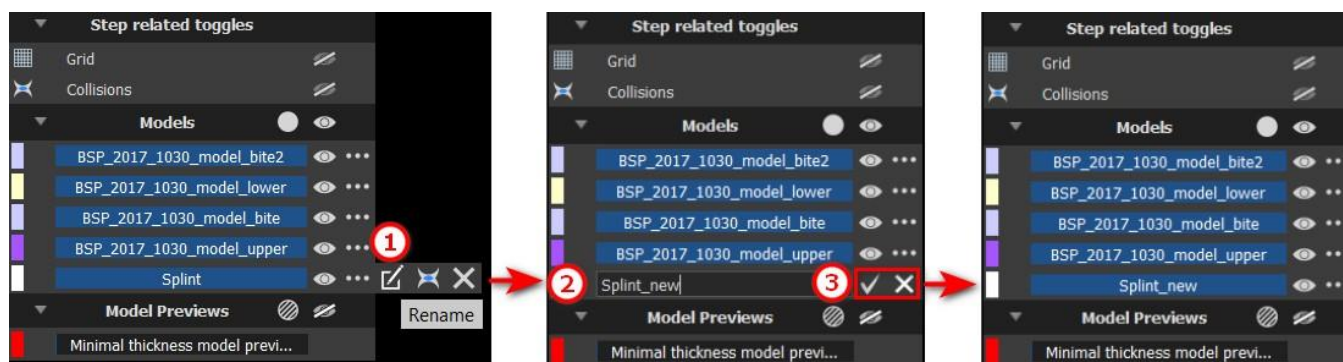 Step related toggles
Grid
Collisions
Models
BSP_2017_1030_model_bite2
BSP_2017_1030_model_lower
BSP_2017_1030_model_bite
BSP_2017_1030_model_upper
1
Splint
Rename
Model Previews
Minimal thickness model previ...
Step related toggles
Grid
Collisions
Models
BSP_2017_1030_model_bite2
BSP_2017_1030_model_lower
BSP_2017_1030_model_bite
BSP_2017_1030_model_upper
2 Splint_new 3
Model Previews
Minimal thickness model previ...
Step related toggles
Grid
Collisions
Models
BSP_2017_1030_model_bite2
BSP_2017_1030_model_lower
BSP_2017_1030_model_bite
BSP_2017_1030_model_upper
Splint_new
Model Previews
Minimal thickness model previ...